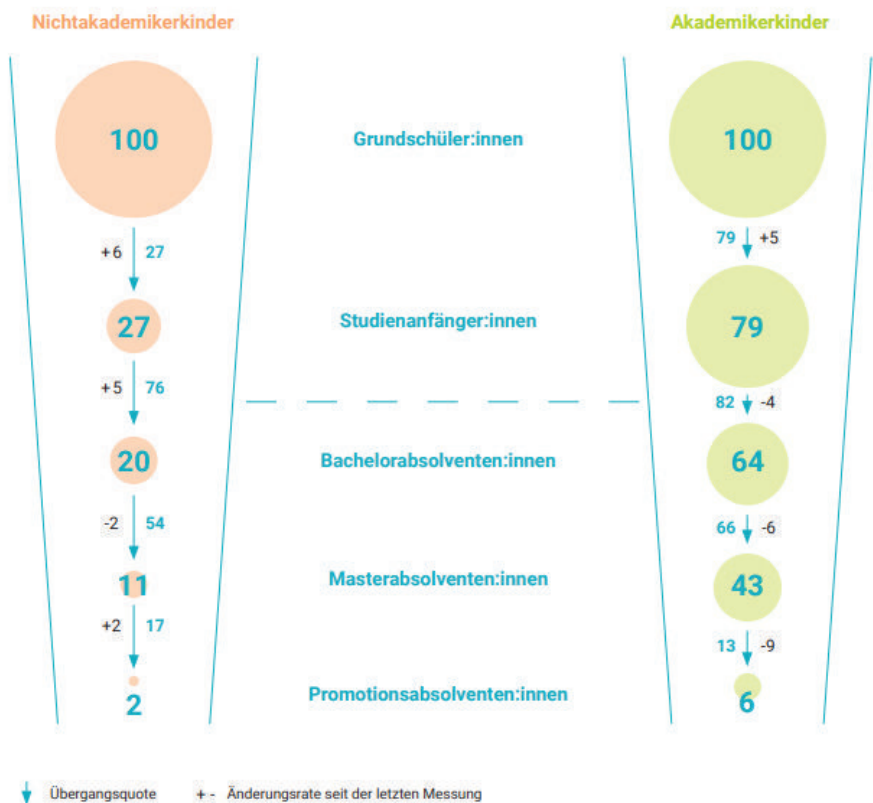 Nichtakademikerkinder Akademikerkinder
100 Grundschüler:innen 100
+6 27 79 +5
27 Studienanfänger:innen 79
+5 76 82 -4
20 Bachelorabsolventen:innen 64
-2 54 66 -6
11 Masterabsolventen:innen 43
+2 17 13 -9
2 Promotionsabsolventen:innen 6
Übergangsquote + - Änderungsrate seit der letzten Messung